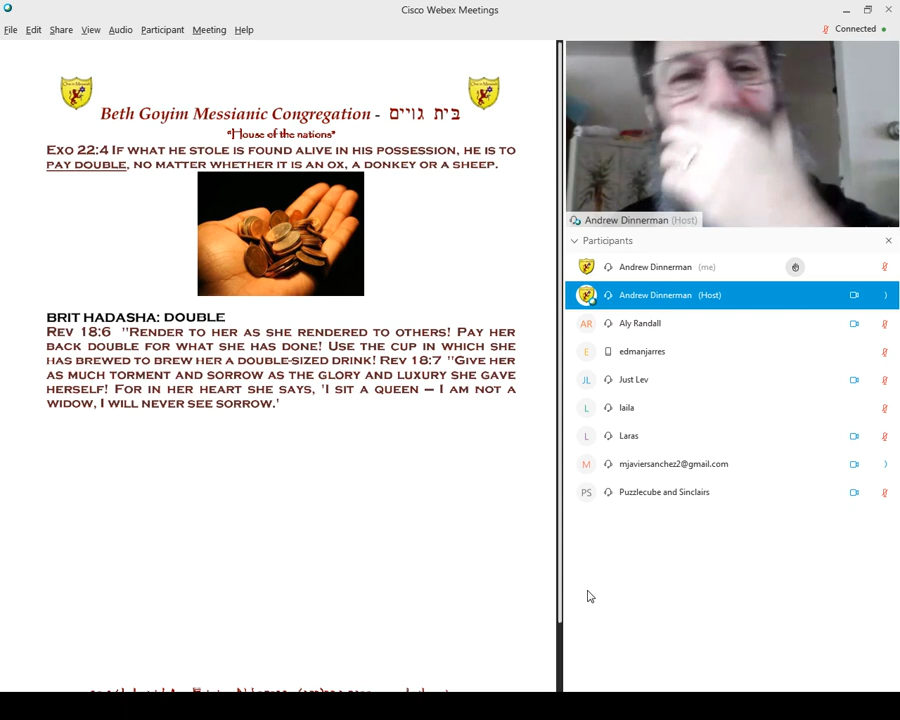 Cisco Webex Meetings
File Edit Share View Audio Participant Meeting Help
Connected
Beth Goyim Messianic Congregation - בית גויים
"House of the nations"
Exo 22:4 If what he stole is found alive in his possession, he is to
pay double, no matter whether it is an ox, a donkey or a sheep.
BRIT HADASHA: DOUBLE
Rev 18:6 "Render to her as she rendered to others! Pay her
back double for what she has done! Use the cup in which she
has brewed to brew her a double-sized drink! Rev 18:7 "Give her
as much torment and sorrow as the glory and luxury she gave
herself! For in her heart she says, 'I sit a queen — I am not a
widow, I will never see sorrow.'
Andrew Dinnerman (Host)
Participants
Andrew Dinnerman (me)
Andrew Dinnerman (Host)
AR Aly Randall
E edmanjarres
JL Just Lev
L laila
L Laras
M mjaviersanchez2@gmail.com
PS Puzzlecube and Sinclairs